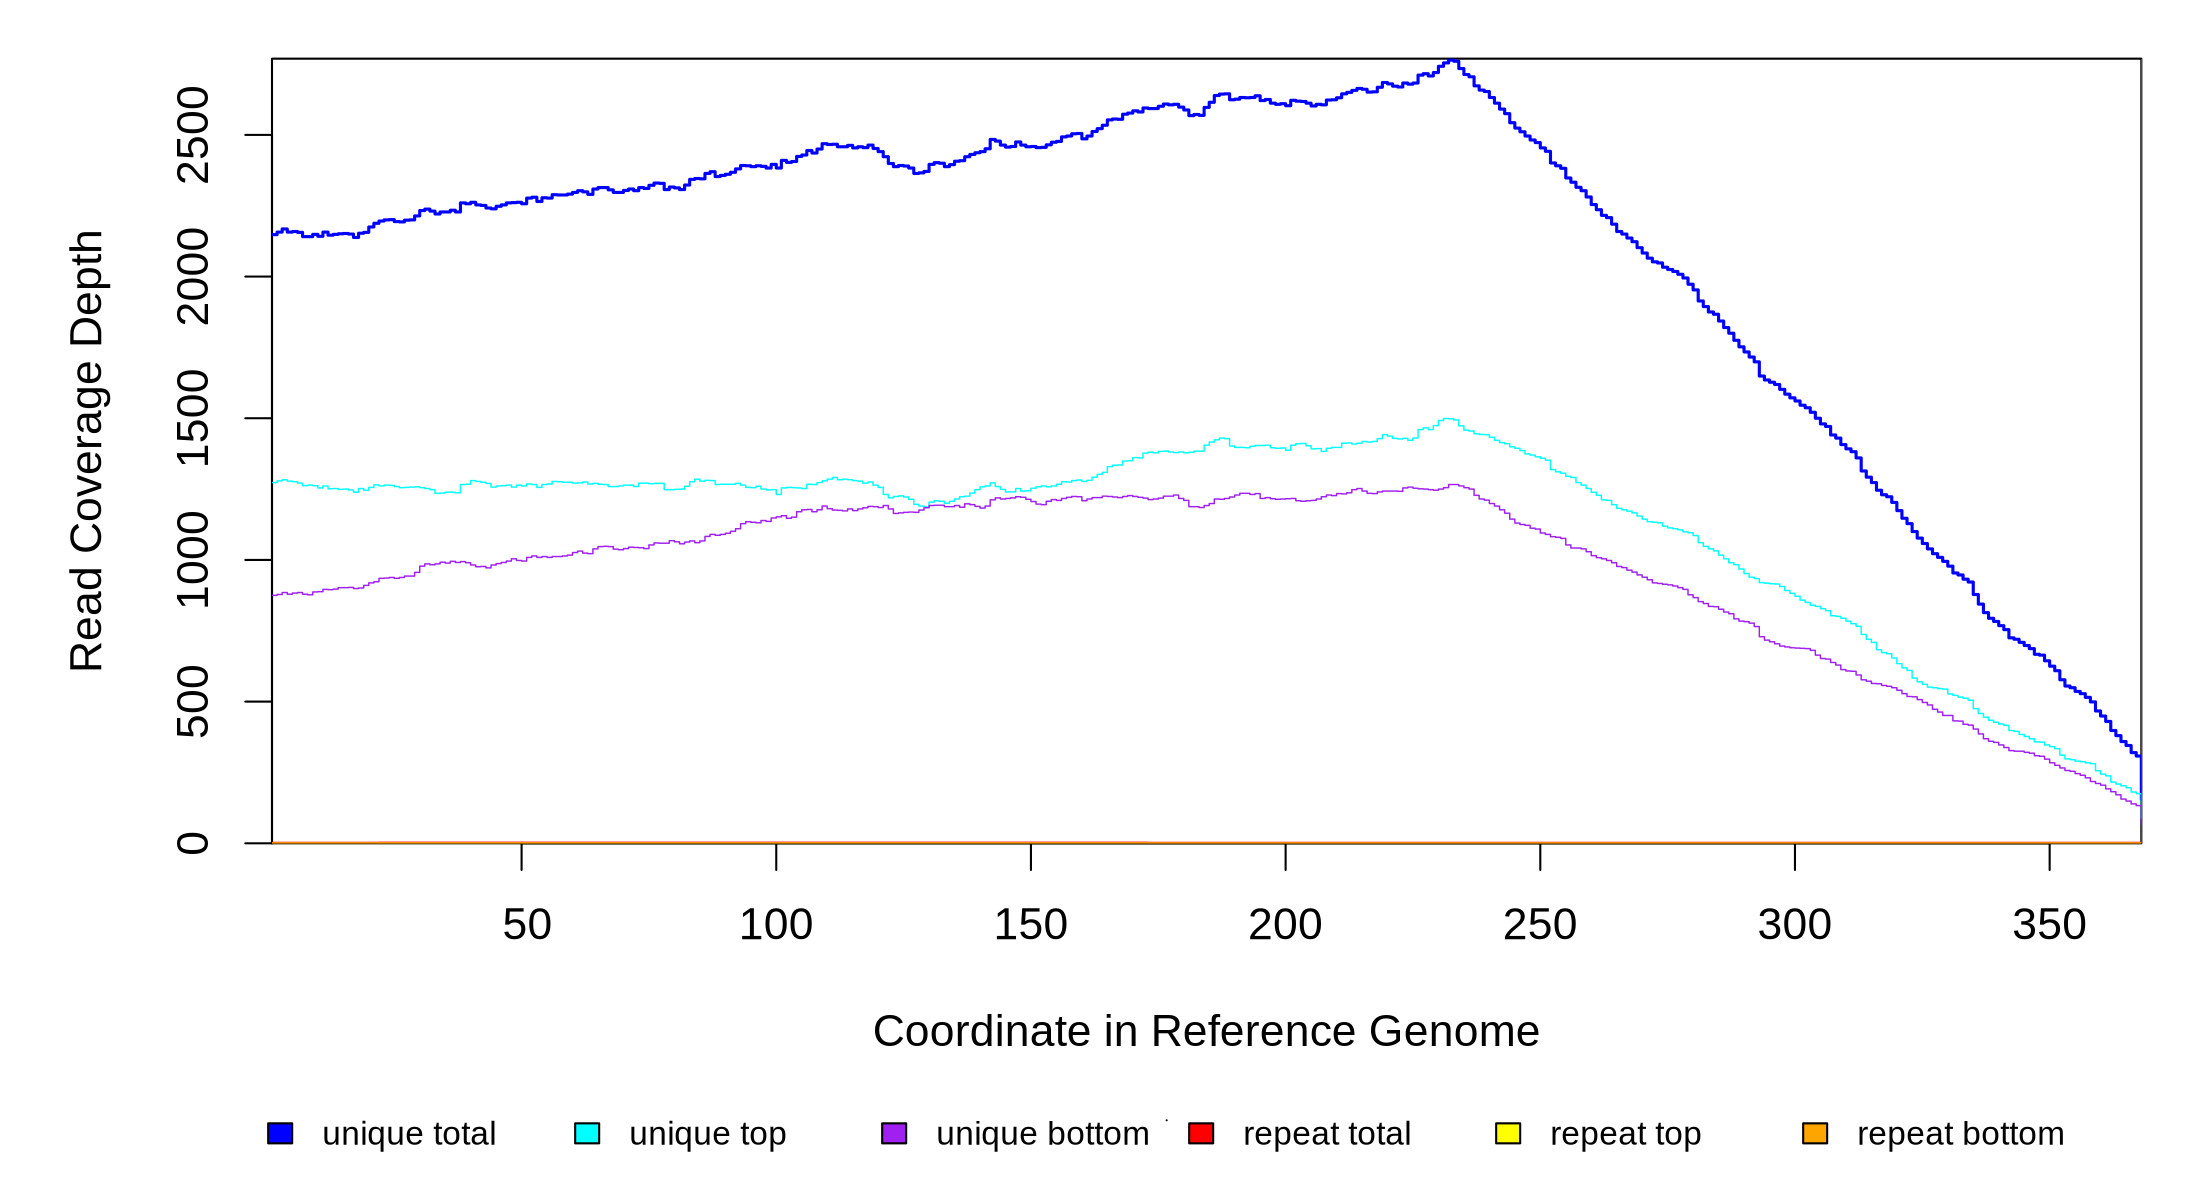 Read Coverage Depth
2500
2000
1500
1000
500
0
50 100 150 200 250 300 350
Coordinate in Reference Genome
unique total unique top unique bottom repeat total repeat top repeat bottom